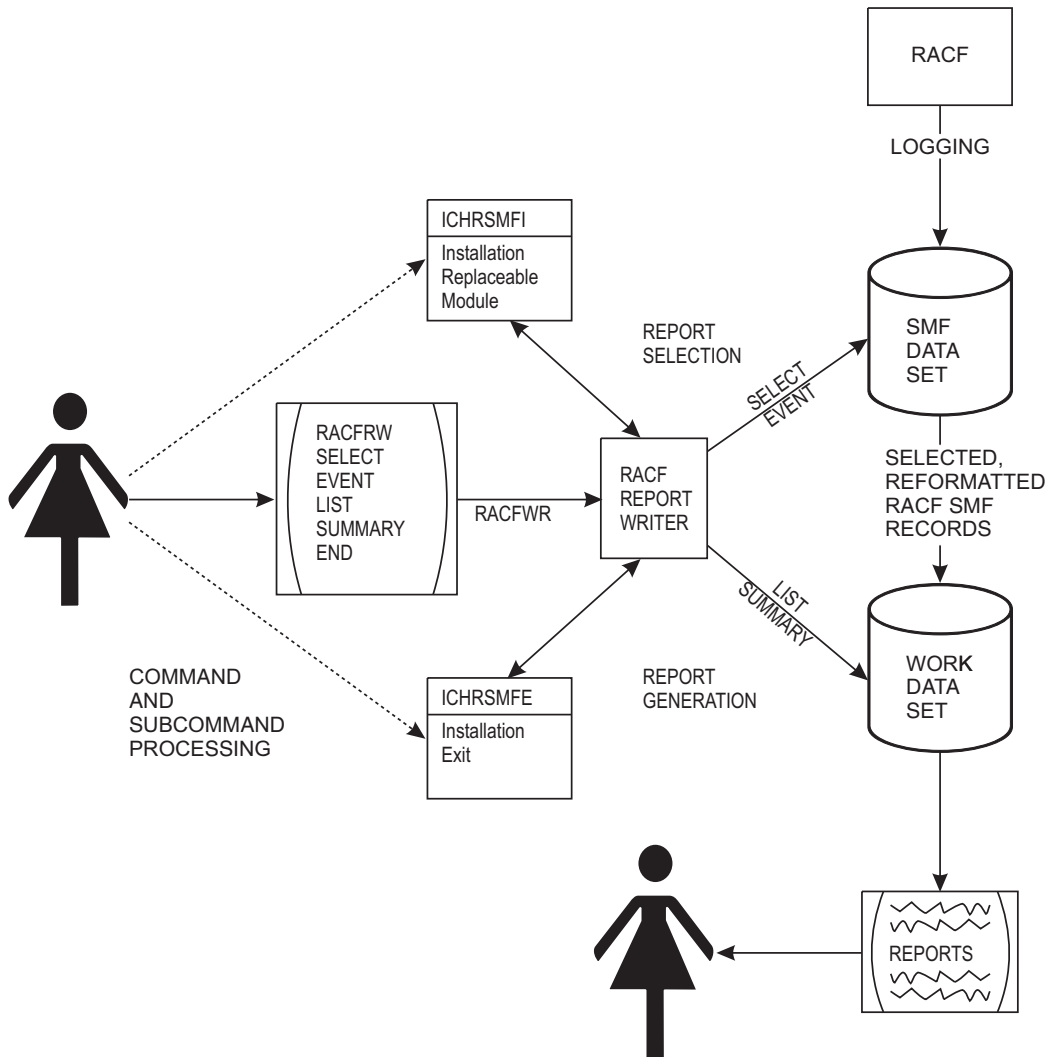 RACF
LOGGING
ICHRSMFI
Installation
Replaceable
Module
REPORT
SELECTION
SELECT
EVENT
SMF
DATA
SET
RACFRW
SELECT
EVENT
LIST
SUMMARY
END
RACFWR
RACF
REPORT
WRITER
SELECTED,
REFORMATTED
RACF SMF
RECORDS
LIST
SUMMARY
COMMAND
AND
SUBCOMMAND
PROCESSING
ICHRSMFE
Installation
Exit
REPORT
GENERATION
WORK
DATA
SET
REPORTS